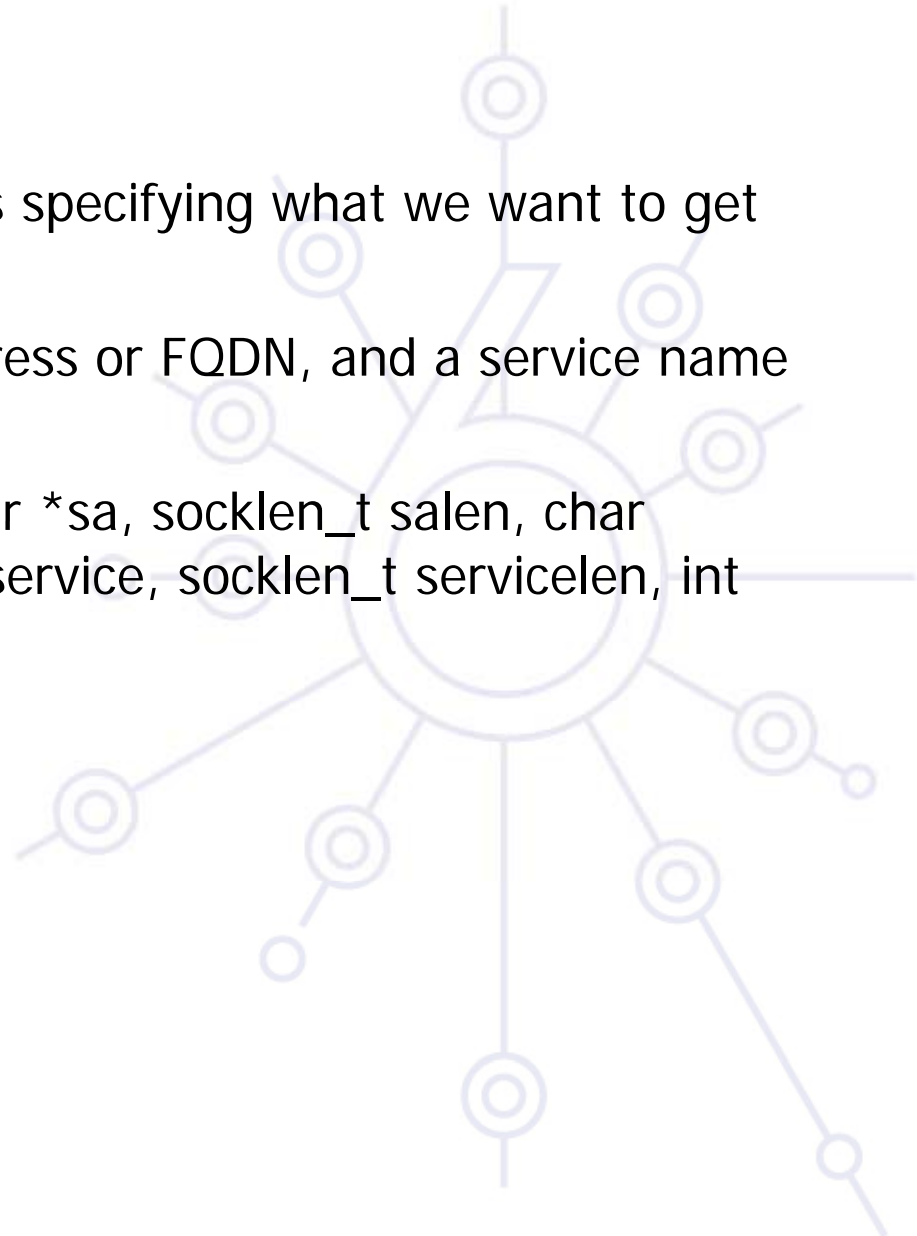 s specifying what we want to get
ress or FQDN, and a service name
r *sa, socklen_t salen, char
service, socklen_t servicelen, int